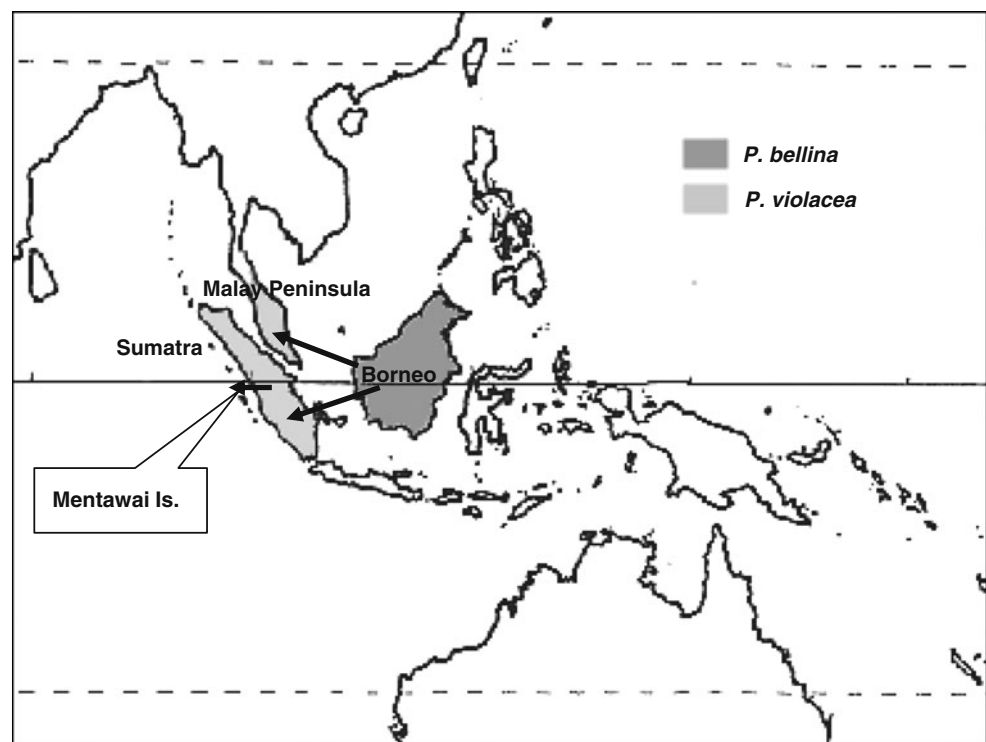 P. bellina
P. violacea
Malay Peninsula
Sumatra
Borneo
Mentawai Is.